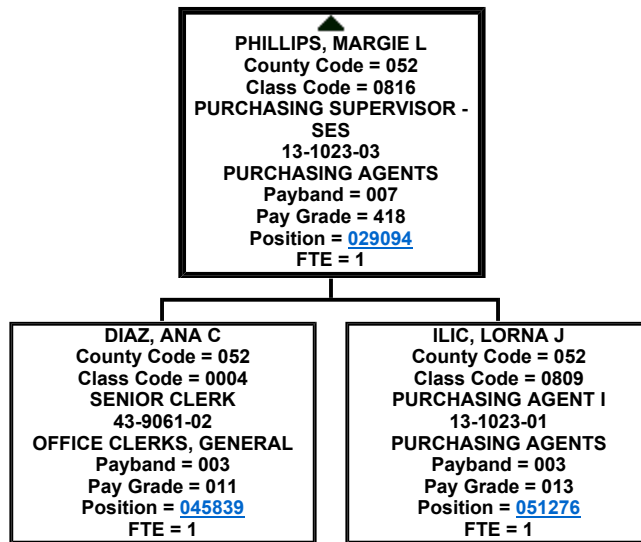 PHILLIPS, MARGIE L
County Code = 052
Class Code = 0816
PURCHASING SUPERVISOR -
SES
13-1023-03
PURCHASING AGENTS
Payband = 007
Pay Grade = 418
Position = 029094
FTE = 1
DIAZ, ANA C
County Code = 052
Class Code = 0004
SENIOR CLERK
43-9061-02
OFFICE CLERKS, GENERAL
Payband = 003
Pay Grade = 011
Position = 045839
FTE = 1
ILIC, LORNA J
County Code = 052
Class Code = 0809
PURCHASING AGENT I
13-1023-01
PURCHASING AGENTS
Payband = 003
Pay Grade = 013
Position = 051276
FTE = 1